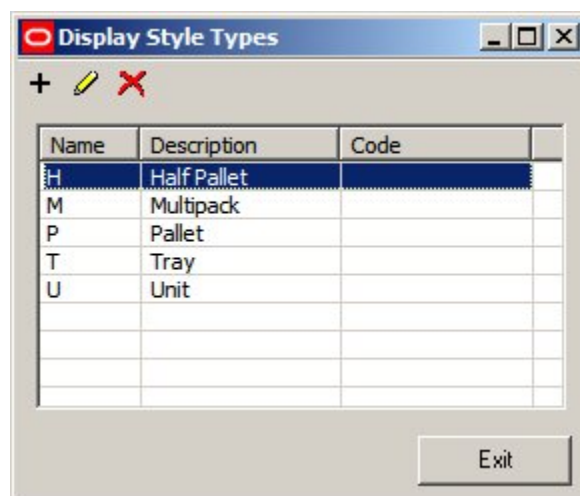 Display Style Types
Name Description Code
H Half Pallet
M Multipack
P Pallet
T Tray
U Unit
Exit